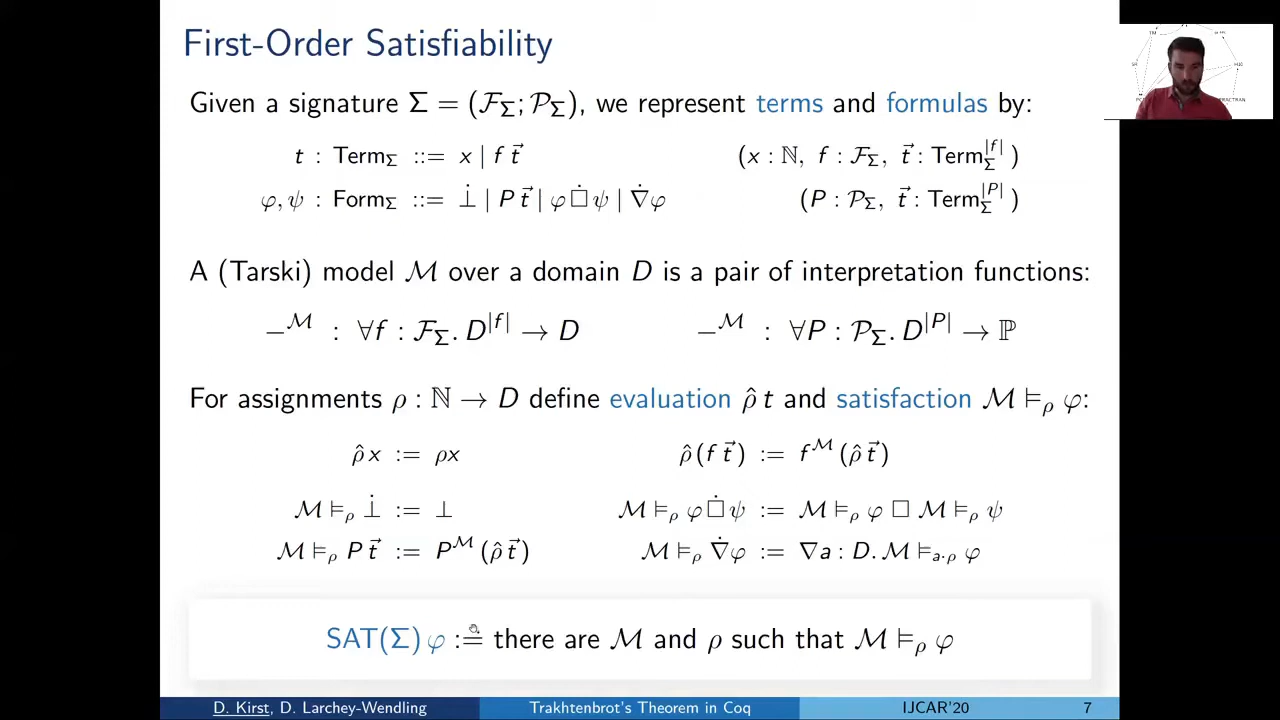 First-Order Satisfiability
Given a signature Σ = (ℱ_Σ; 𝒫_Σ), we represent terms and formulas by:
t : Term_Σ ::= x | f t⃗ (x : ℕ, f : ℱ_Σ, t⃗ : Term_Σ^|f|)
φ, ψ : Form_Σ ::= ⊥̇ | P t⃗ | φ □̇ ψ | ∇̇φ (P : 𝒫_Σ, t⃗ : Term_Σ^|P|)
A (Tarski) model ℳ over a domain D is a pair of interpretation functions:
−^ℳ : ∀f : ℱ_Σ. D^|f| → D −^ℳ : ∀P : 𝒫_Σ. D^|P| → ℙ
For assignments ρ : ℕ → D define evaluation ρ̂ t and satisfaction ℳ ⊨_ρ φ:
ρ̂ x := ρx ρ̂ (f t⃗) := f^ℳ (ρ̂ t⃗)
ℳ ⊨_ρ ⊥̇ := ⊥ ℳ ⊨_ρ φ □̇ ψ := ℳ ⊨_ρ φ □ ℳ ⊨_ρ ψ
ℳ ⊨_ρ P t⃗ := P^ℳ (ρ̂ t⃗) ℳ ⊨_ρ ∇̇φ := ∇a : D. ℳ ⊨_{a·ρ} φ
SAT(Σ) φ := there are ℳ and ρ such that ℳ ⊨_ρ φ
D. Kirst, D. Larchey-Wendling Trakhtenbrot's Theorem in Coq IJCAR'20 7